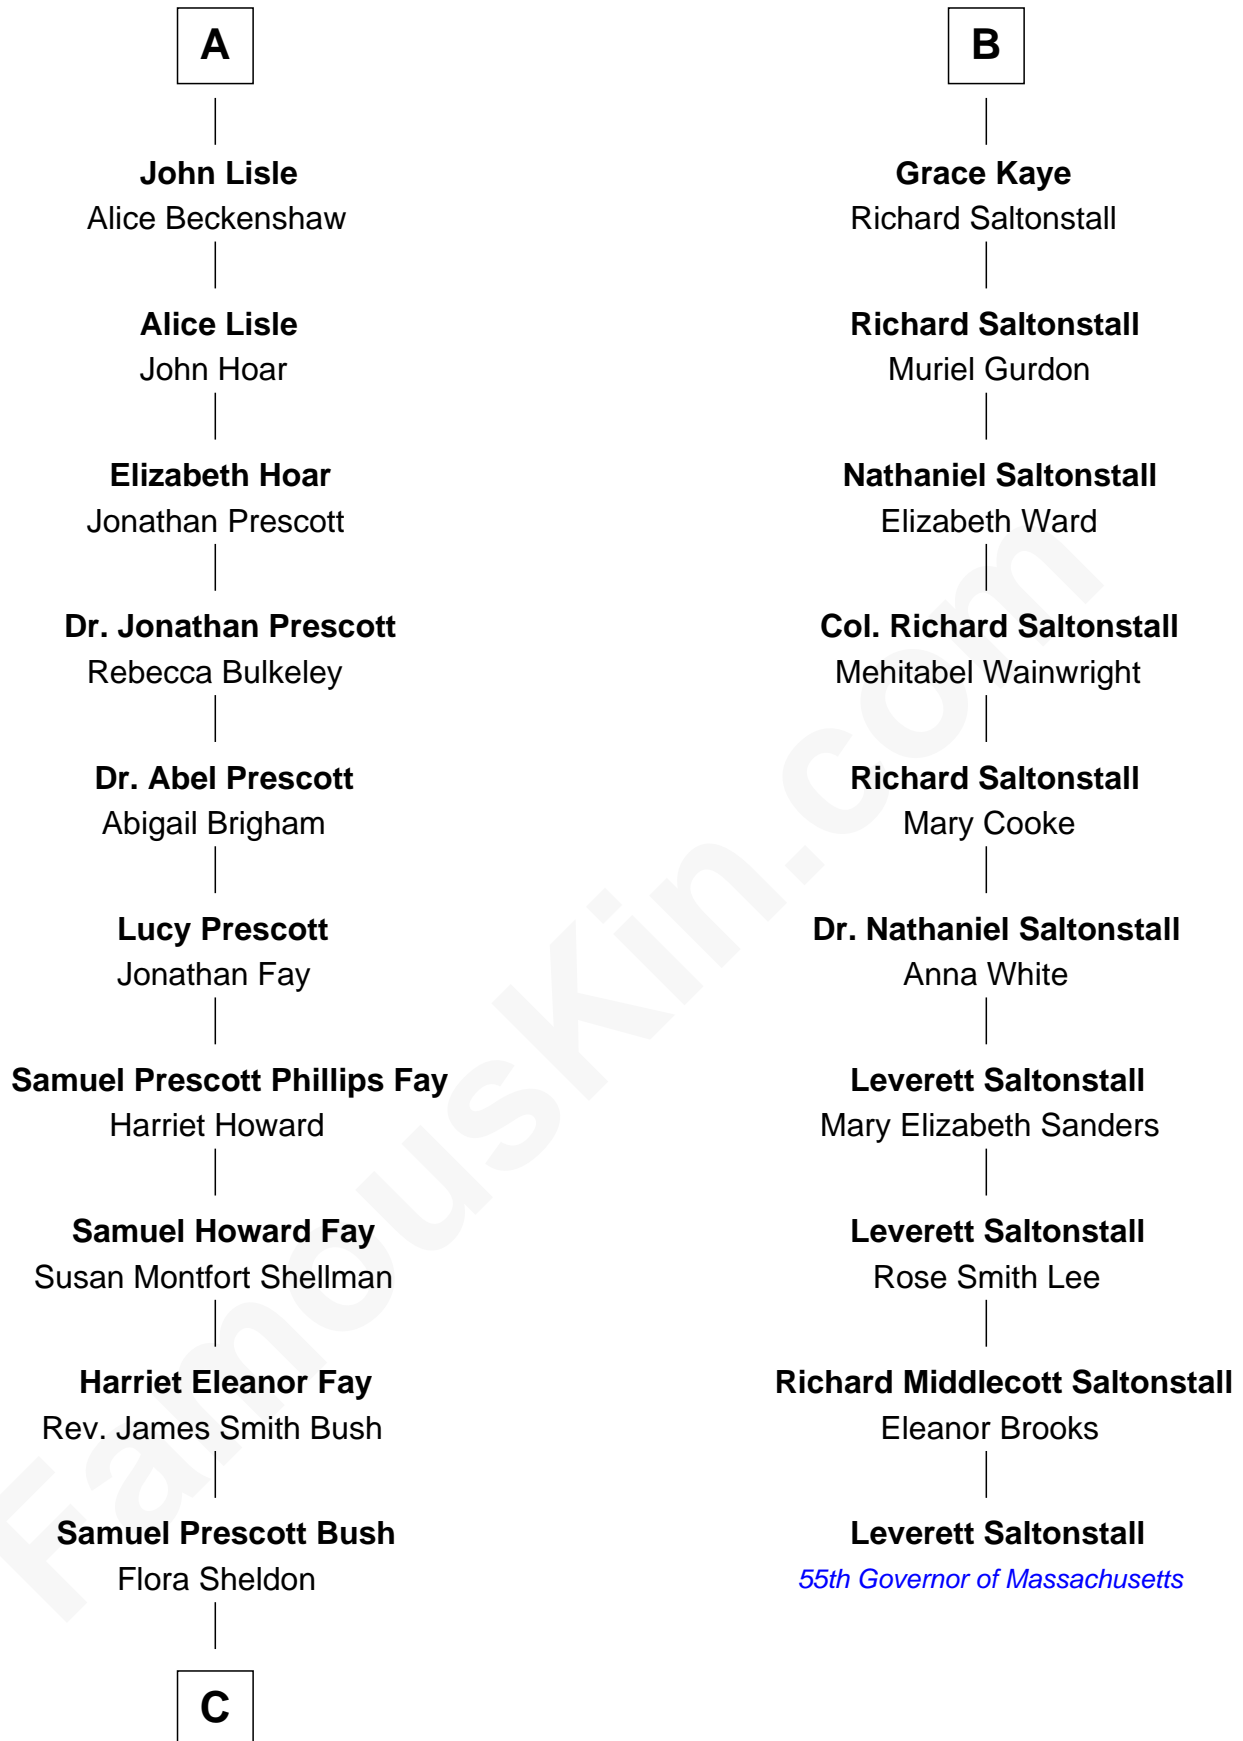 A
John Lisle
Alice Beckenshaw
Alice Lisle
John Hoar
Elizabeth Hoar
Jonathan Prescott
Dr. Jonathan Prescott
Rebecca Bulkeley
Dr. Abel Prescott
Abigail Brigham
Lucy Prescott
Jonathan Fay
Samuel Prescott Phillips Fay
Harriet Howard
Samuel Howard Fay
Susan Montfort Shellman
Harriet Eleanor Fay
Rev. James Smith Bush
Samuel Prescott Bush
Flora Sheldon
C
B
Grace Kaye
Richard Saltonstall
Richard Saltonstall
Muriel Gurdon
Nathaniel Saltonstall
Elizabeth Ward
Col. Richard Saltonstall
Mehitabel Wainwright
Richard Saltonstall
Mary Cooke
Dr. Nathaniel Saltonstall
Anna White
Leverett Saltonstall
Mary Elizabeth Sanders
Leverett Saltonstall
Rose Smith Lee
Richard Middlecott Saltonstall
Eleanor Brooks
Leverett Saltonstall
55th Governor of Massachusetts
FamousKin.com